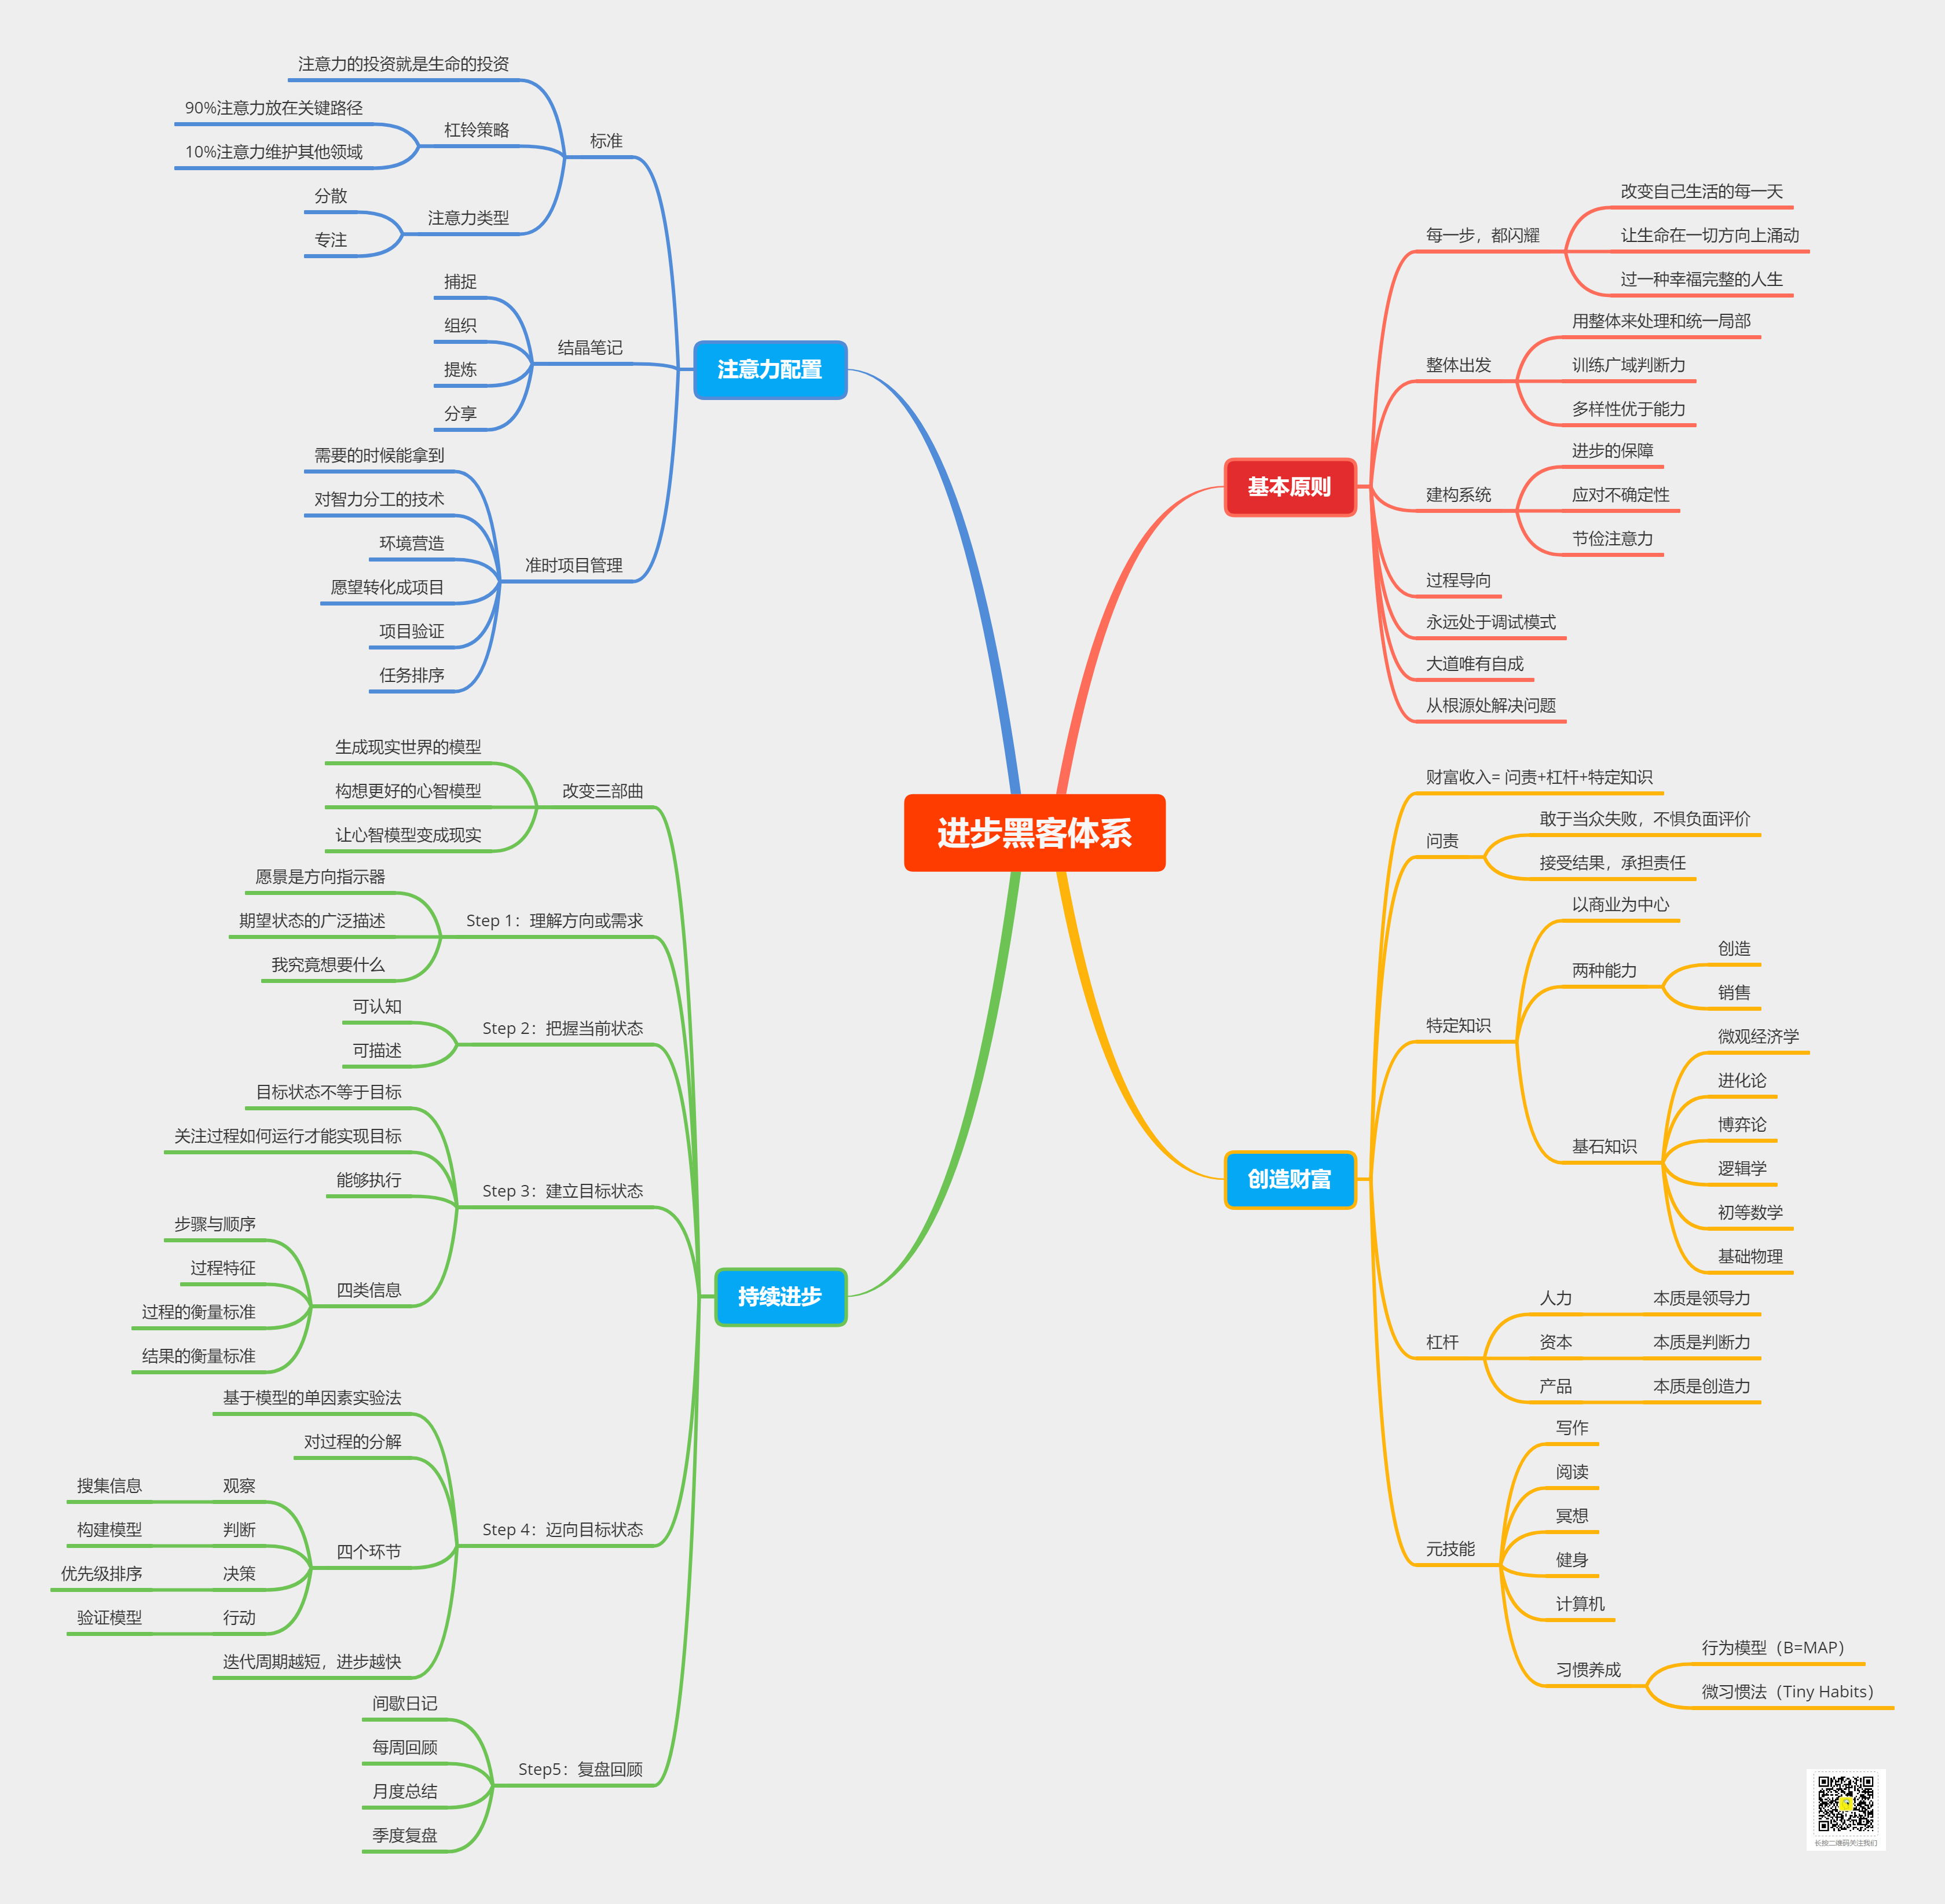 进步黑客体系
注意力配置
标准
注意力的投资就是生命的投资
杠铃策略
90%注意力放在关键路径
10%注意力维护其他领域
注意力类型
分散
专注
结晶笔记
捕捉
组织
提炼
分享
准时项目管理
需要的时候能拿到
对智力分工的技术
环境营造
愿望转化成项目
项目验证
任务排序
持续进步
改变三部曲
生成现实世界的模型
构想更好的心智模型
让心智模型变成现实
Step 1：理解方向或需求
愿景是方向指示器
期望状态的广泛描述
我究竟想要什么
Step 2：把握当前状态
可认知
可描述
Step 3：建立目标状态
目标状态不等于目标
关注过程如何运行才能实现目标
能够执行
四类信息
步骤与顺序
过程特征
过程的衡量标准
结果的衡量标准
Step 4：迈向目标状态
基于模型的单因素实验法
对过程的分解
四个环节
观察
搜集信息
判断
构建模型
决策
优先级排序
行动
验证模型
迭代周期越短，进步越快
Step5：复盘回顾
间歇日记
每周回顾
月度总结
季度复盘
基本原则
每一步，都闪耀
改变自己生活的每一天
让生命在一切方向上涌动
过一种幸福完整的人生
整体出发
用整体来处理和统一局部
训练广域判断力
多样性优于能力
建构系统
进步的保障
应对不确定性
节俭注意力
过程导向
永远处于调试模式
大道唯有自成
从根源处解决问题
创造财富
财富收入= 问责+杠杆+特定知识
问责
敢于当众失败，不惧负面评价
接受结果，承担责任
特定知识
以商业为中心
两种能力
创造
销售
基石知识
微观经济学
进化论
博弈论
逻辑学
初等数学
基础物理
杠杆
人力
本质是领导力
资本
本质是判断力
产品
本质是创造力
元技能
写作
阅读
冥想
健身
计算机
习惯养成
行为模型（B=MAP）
微习惯法（Tiny Habits）
长按二维码关注我们